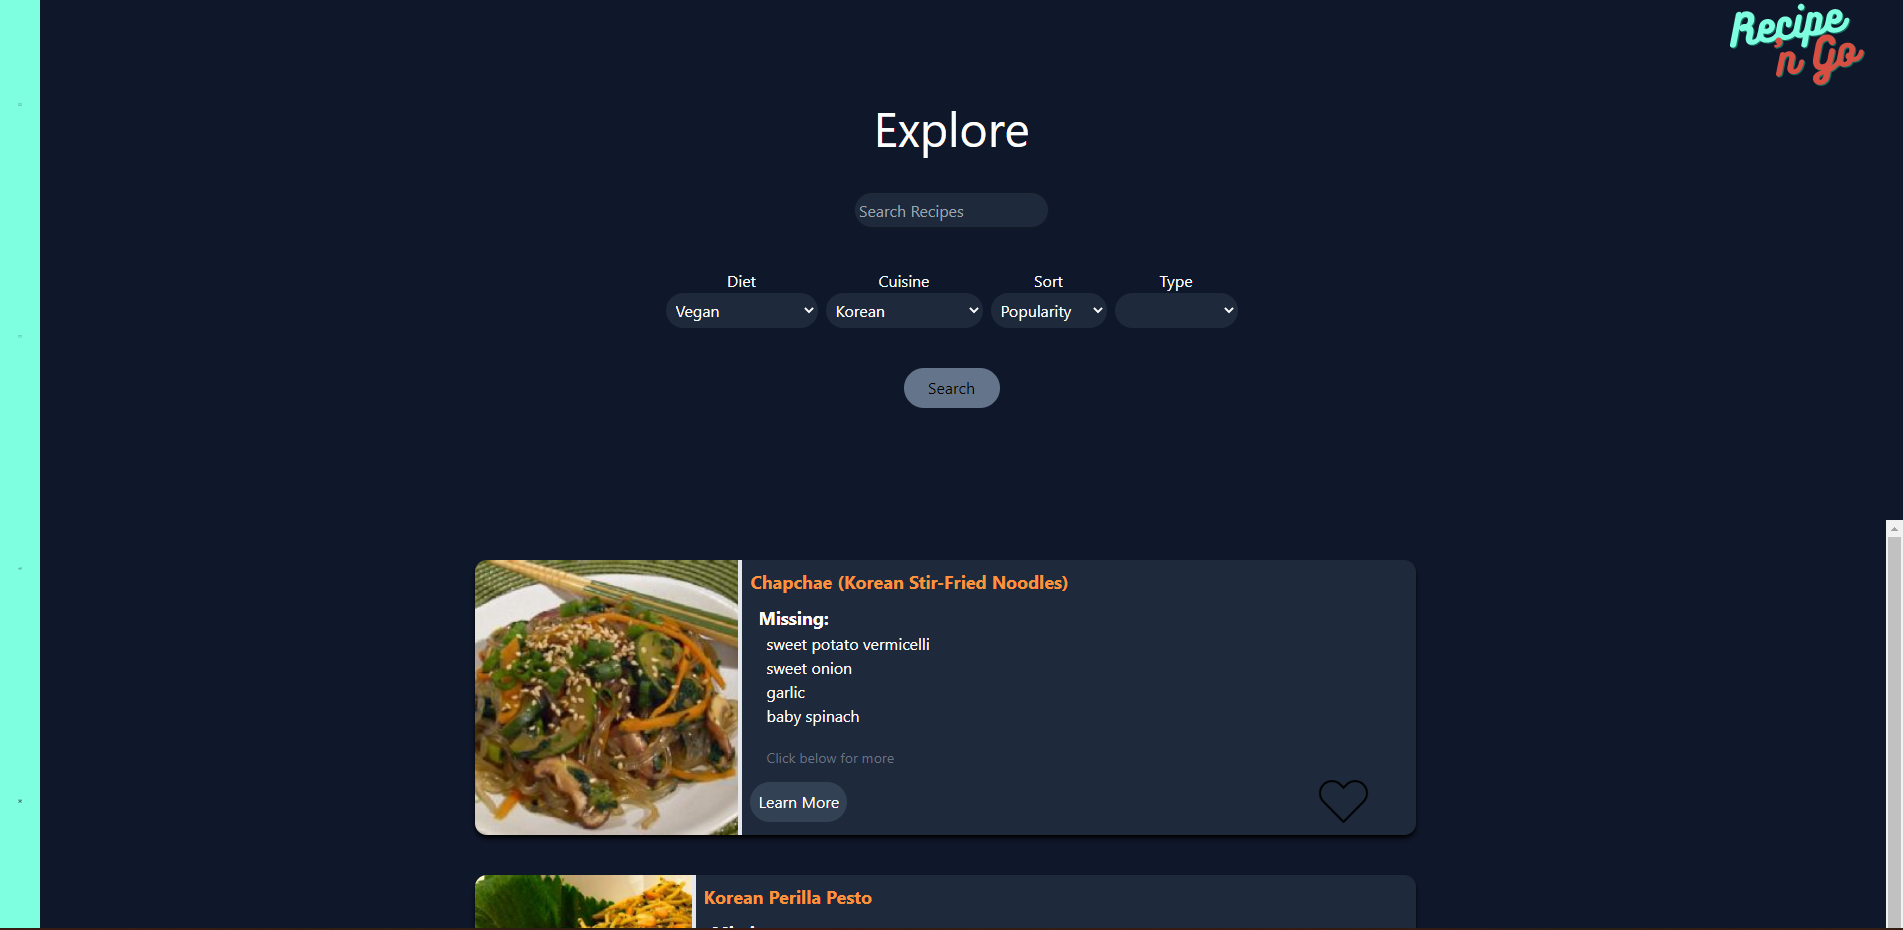 Recipe
'n Go
Explore
Search Recipes
Diet
Cuisine
Sort
Type
Vegan
Korean
Popularity
Search
Chapchae (Korean Stir-Fried Noodles)
Missing:
sweet potato vermicelli
sweet onion
garlic
baby spinach
Click below for more
Learn More
Korean Perilla Pesto